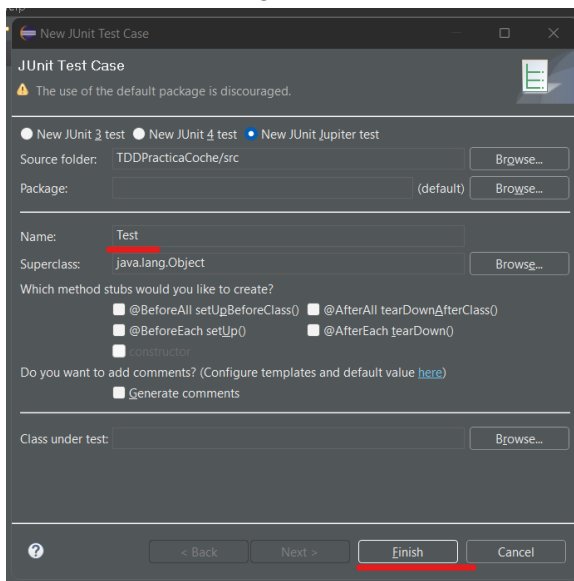 New JUnit Test Case
JUnit Test Case
The use of the default package is discouraged.
New JUnit 3 test New JUnit 4 test New JUnit Jupiter test
Source folder: TDDPracticaCoche/src Browse...
Package: (default) Browse...
Name: Test
Superclass: java.lang.Object Browse...
Which method stubs would you like to create?
@BeforeAll setUpBeforeClass() @AfterAll tearDownAfterClass()
@BeforeEach setUp() @AfterEach tearDown()
constructor
Do you want to add comments? (Configure templates and default value here)
Generate comments
Class under test: Browse...
? < Back Next > Finish Cancel